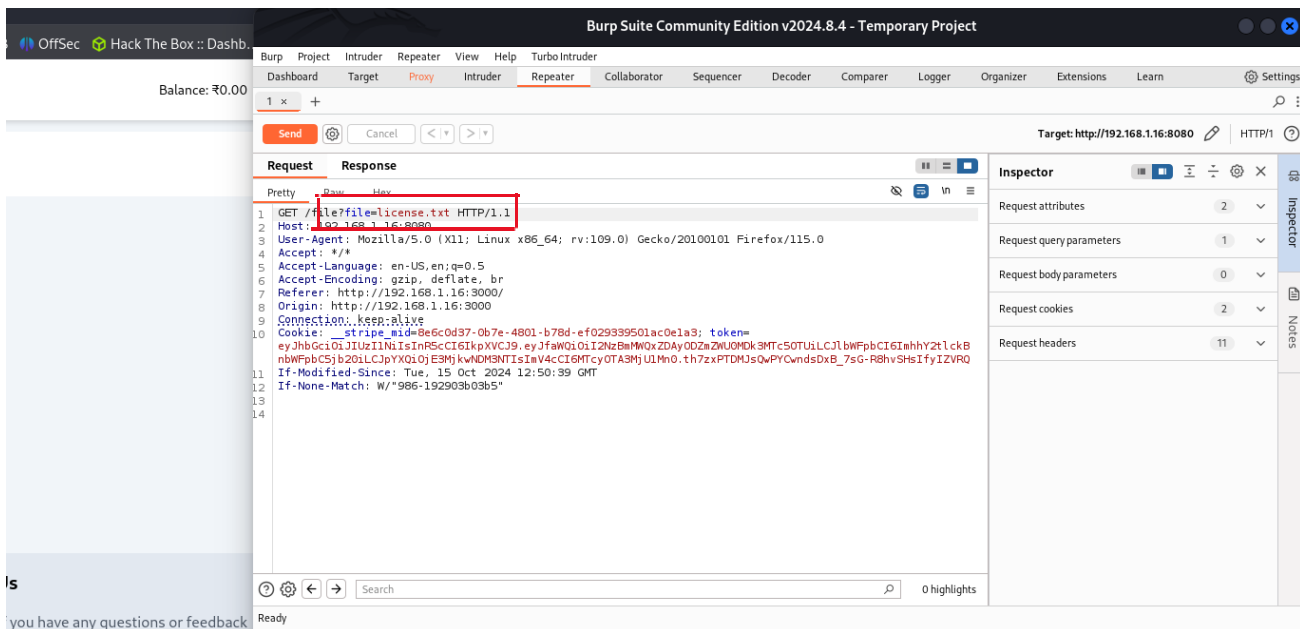 OffSec Hack The Box :: Dashb.
Balance: ₹0.00
Burp Suite Community Edition v2024.8.4 - Temporary Project
Burp Project Intruder Repeater View Help Turbo Intruder
Dashboard Target Proxy Intruder Repeater Collaborator Sequencer Decoder Comparer Logger Organizer Extensions Learn Settings
1 × +
Send Cancel < > Target: http://192.168.1.16:8080 HTTP/1
Request Response
Pretty Raw Hex \n
1 GET /file?file=license.txt HTTP/1.1
2 Host: 192.168.1.16:8080
3 User-Agent: Mozilla/5.0 (X11; Linux x86_64; rv:109.0) Gecko/20100101 Firefox/115.0
4 Accept: */*
5 Accept-Language: en-US,en;q=0.5
6 Accept-Encoding: gzip, deflate, br
7 Referer: http://192.168.1.16:3000/
8 Origin: http://192.168.1.16:3000
9 Connection: keep-alive
10 Cookie: __stripe_mid=8e6c0d37-0b7e-4801-b78d-ef029339501ac0e1a3; token=
11 If-Modified-Since: Tue, 15 Oct 2024 12:50:39 GMT
12 If-None-Match: W/"986-192903b03b5"
13
14
Inspector
Request attributes 2
Request query parameters 1
Request body parameters 0
Request cookies 2
Request headers 11
Inspector
Notes
Search 0 highlights
Ready
Us
you have any questions or feedback